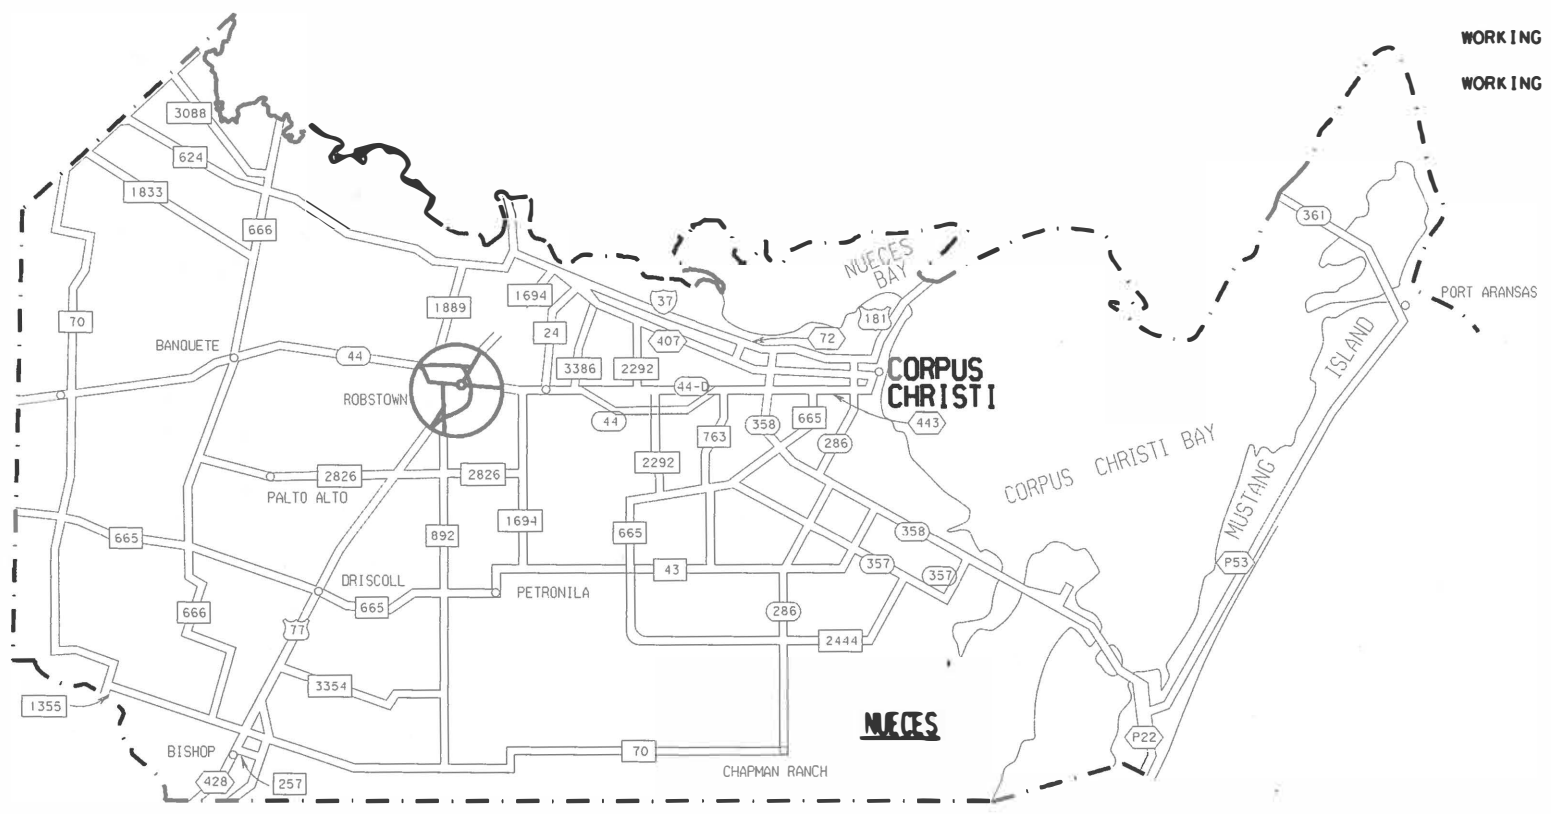 WORKING
WORKING
3088
624
1833
666
361
NUECES
BAY
PORT ARANSAS
1694
37
1889
181
70
24
72
407
BANQUETE
44
ISLAND
3386
2292
CORPUS
CHRISTI
44-D
ROBSTOWN
44
358
665
443
763
286
2292
CORPUS CHRISTI BAY
2826
2826
PALTO ALTO
MUSTANG
1694
665
358
665
892
43
357
P53
357
DRISCOLL
PETRONILA
665
666
286
77
2444
3354
1355
NUECES
P22
BISHOP
70
CHAPMAN RANCH
428
257